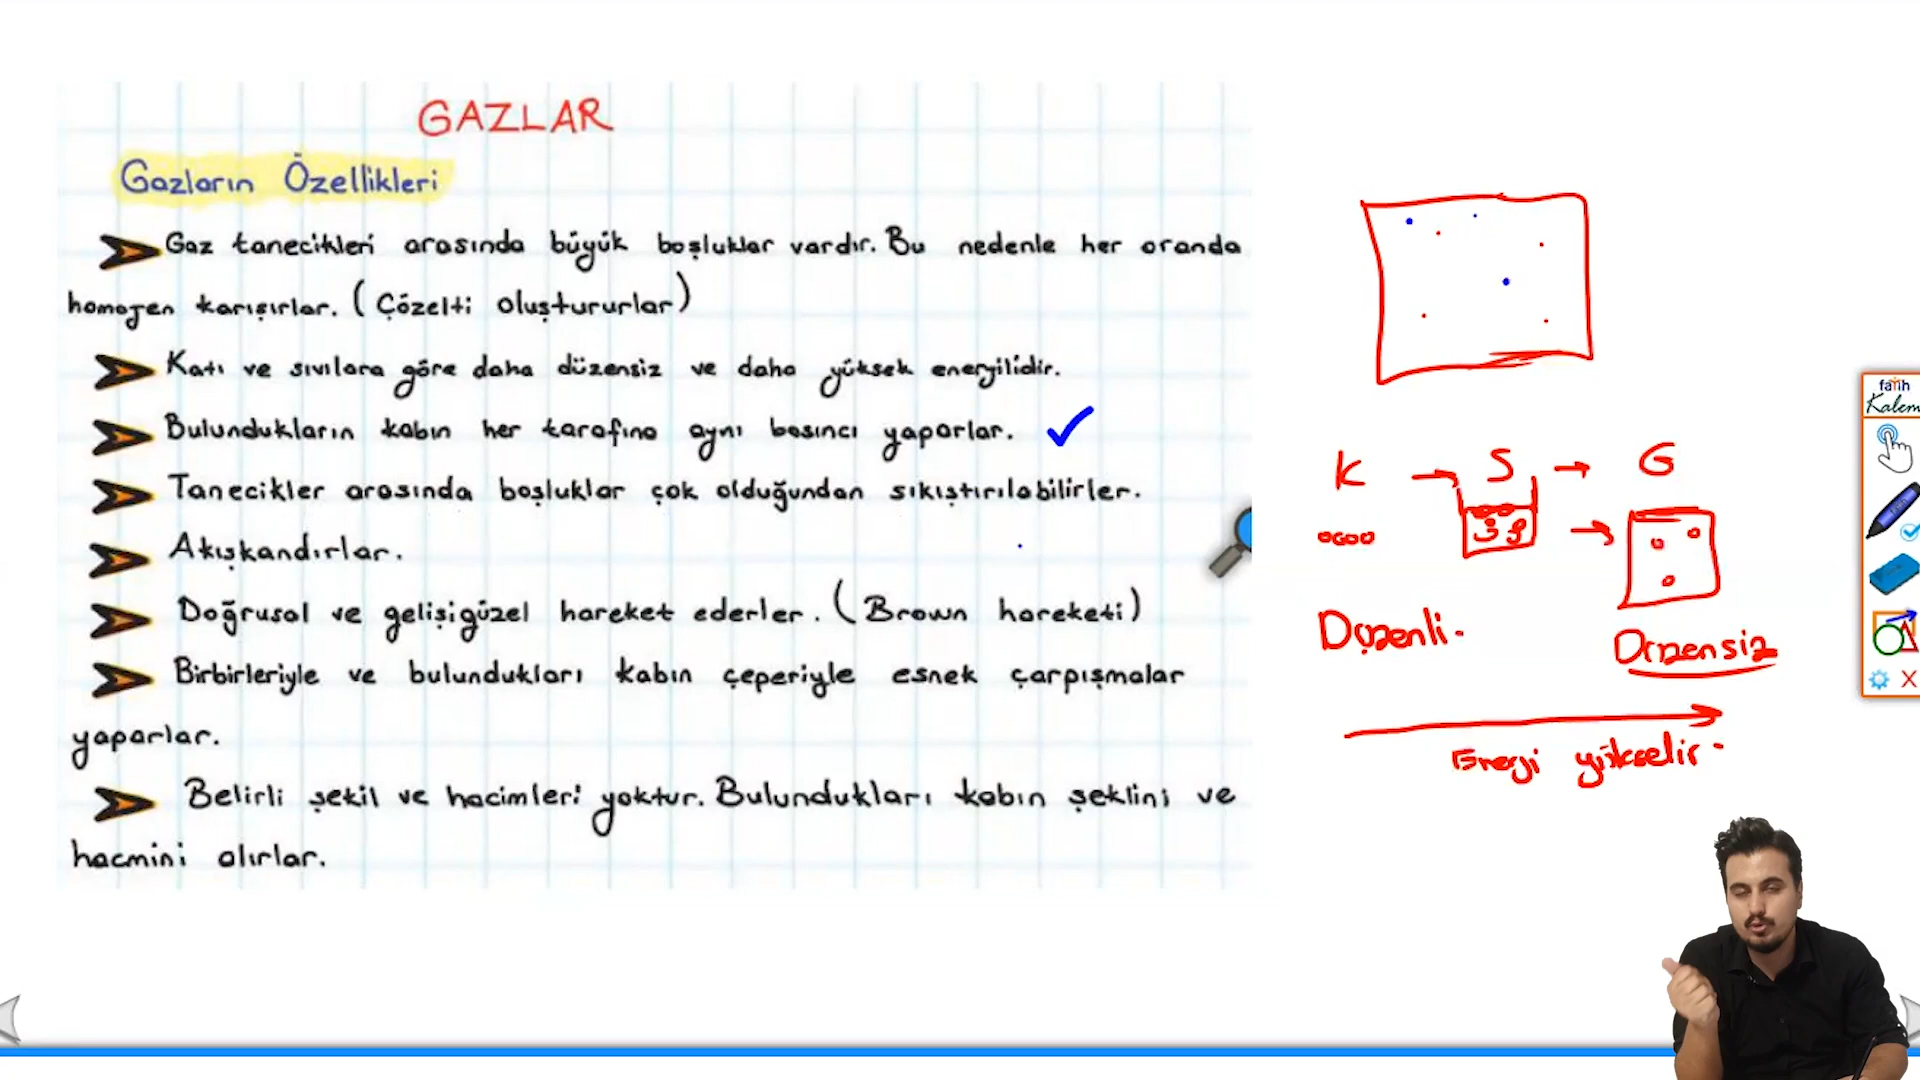 GAZLAR
Gazların Özellikleri
Gaz tanecikleri arasında büyük boşluklar vardır. Bu nedenle her oranda
homojen karışırlar. (Çözelti oluştururlar)
Katı ve sıvılara göre daha düzensiz ve daha yüksek energilidir.
Bulundukların kabın her tarafına aynı basıncı yaparlar.
Tanecikler arasında boşluklar çok olduğundan sıkıştırılabilirler.
Akışkandırlar.
Doğrusal ve gelişigüzel hareket ederler. (Brown hareketi)
Birbirleriyle ve bulundukları kabın çeperiyle esnek çarpışmalar
yaparlar.
Belirli şekil ve hacimleri yoktur. Bulundukları kabın şeklini ve
hacmini alırlar.
K → S → G
Düzenli.
Düzensiz
Enerji yükselir.
fatih
Kalem